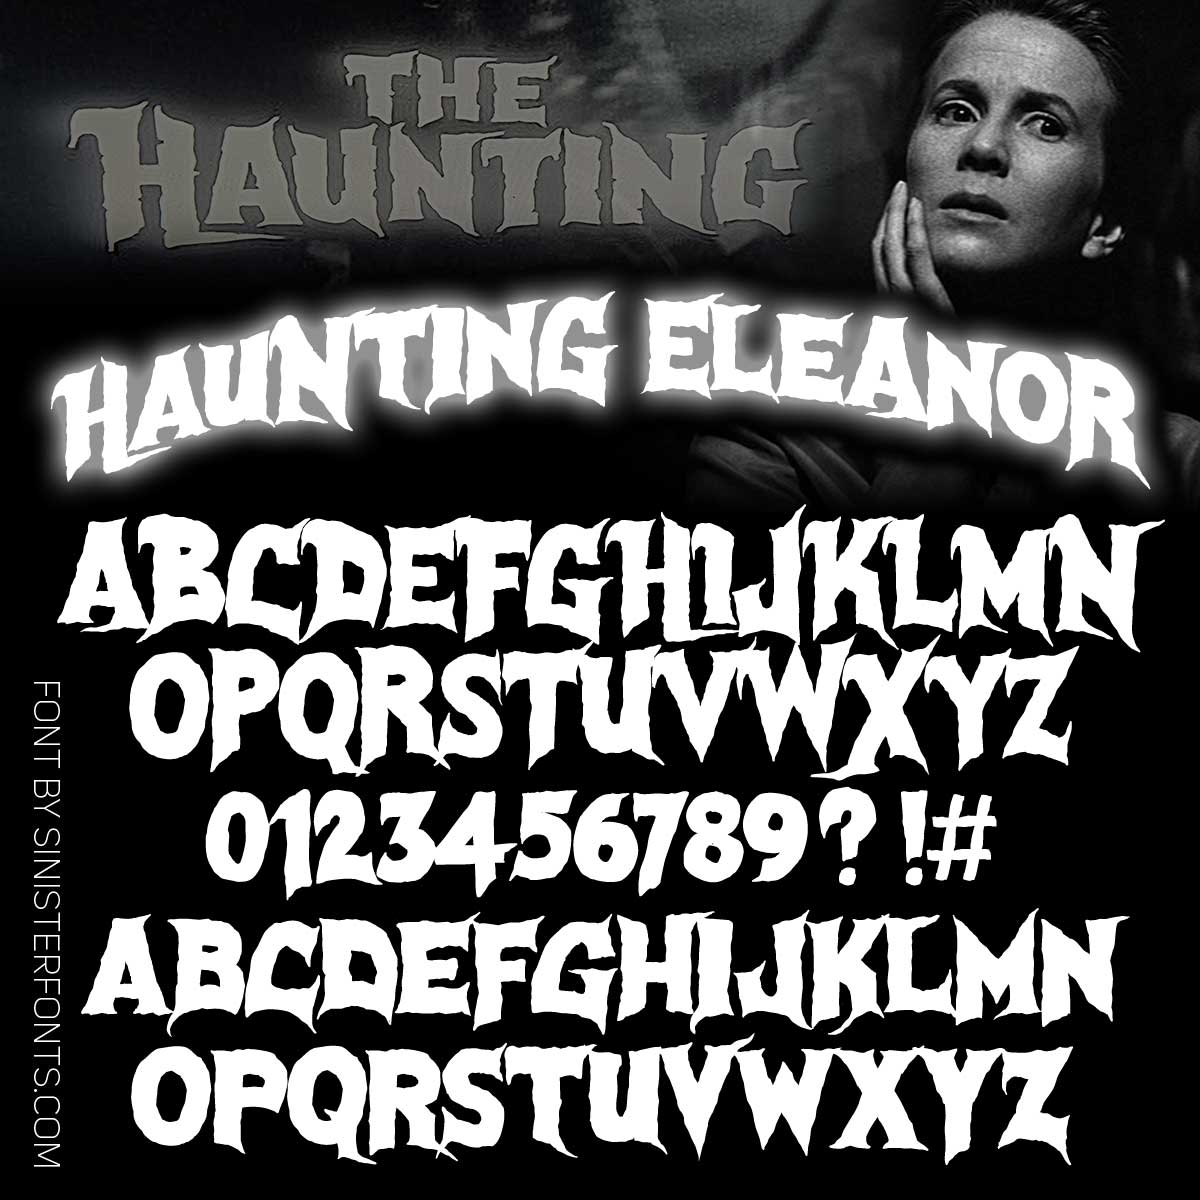 THE
HAUNTING
HAUNTING ELEANOR
ABCDEFGHIJKLMN
OPQRSTUVWXYZ
0123456789?!#
ABCDEFGHIJKLMN
OPQRSTUVWXYZ
FONT BY SINISTERFONTS.COM